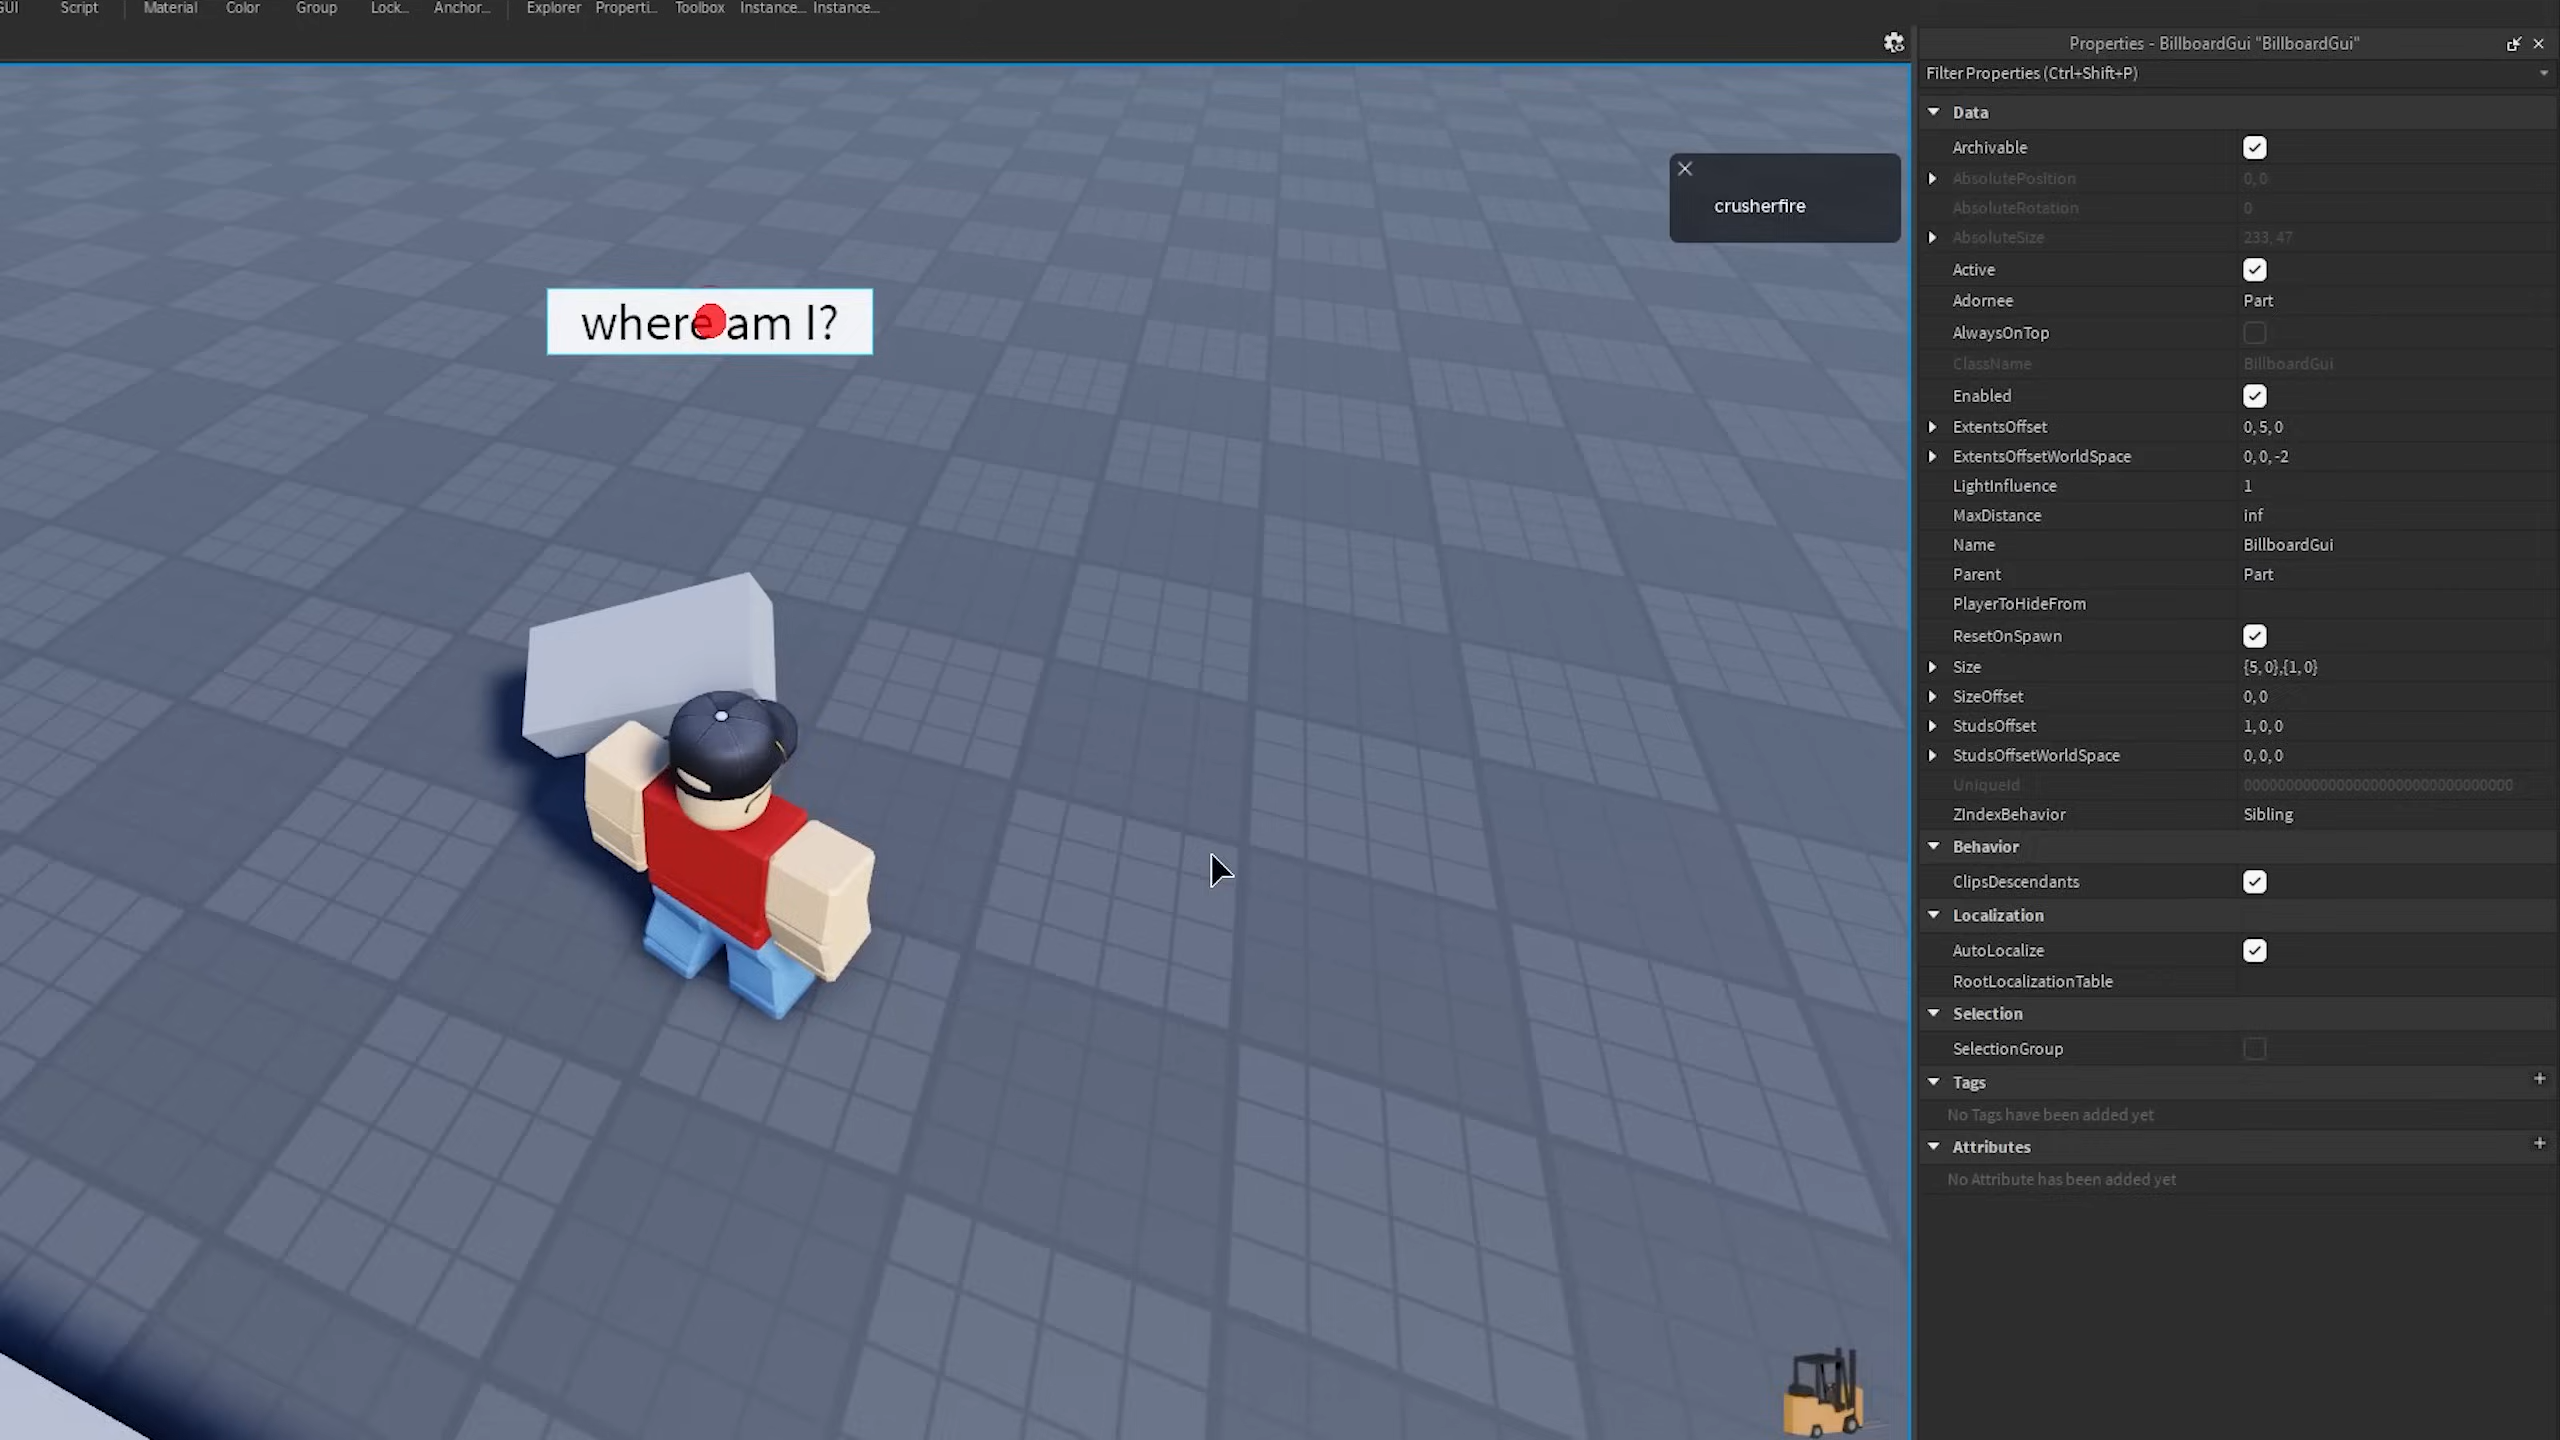 GUI Script Material Color Group Lock... Anchor... Explorer Properti... Toolbox Instance... Instance...
Properties - BillboardGui "BillboardGui"
Filter Properties (Ctrl+Shift+P)
crusherfire
where am I?
Data
Archivable
AbsolutePosition 0, 0
AbsoluteRotation 0
AbsoluteSize 233, 47
Active
Adornee Part
AlwaysOnTop
ClassName BillboardGui
Enabled
ExtentsOffset 0, 5, 0
ExtentsOffsetWorldSpace 0, 0, -2
LightInfluence 1
MaxDistance inf
Name BillboardGui
Parent Part
PlayerToHideFrom
ResetOnSpawn
Size {5, 0},{1, 0}
SizeOffset 0, 0
StudsOffset 1, 0, 0
StudsOffsetWorldSpace 0, 0, 0
UniqueId 00000000000000000000000000000000
ZIndexBehavior Sibling
Behavior
ClipsDescendants
Localization
AutoLocalize
RootLocalizationTable
Selection
SelectionGroup
Tags
No Tags have been added yet
Attributes
No Attribute has been added yet